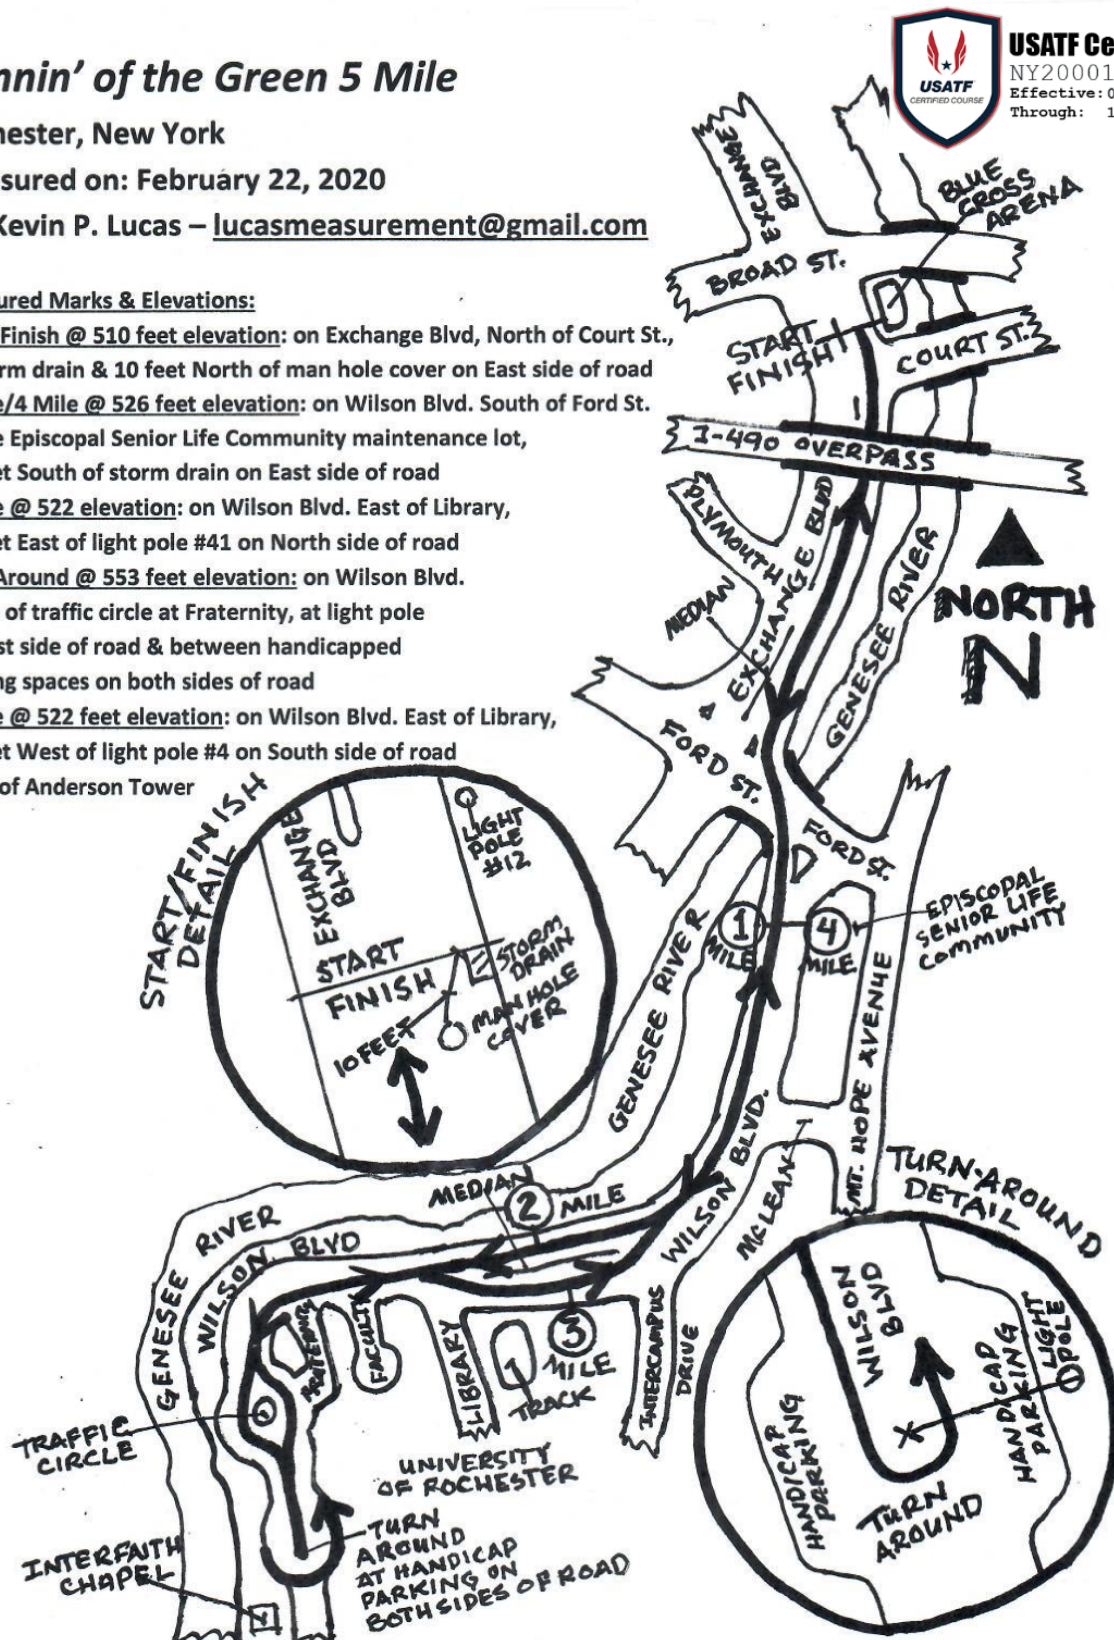 nnin' of the Green 5 Mile
hester, New York
sured on: February 22, 2020
Kevin P. Lucas – lucasmeasurement@gmail.com
ured Marks & Elevations:
Finish @ 510 feet elevation: on Exchange Blvd, North of Court St.,
rm drain & 10 feet North of man hole cover on East side of road
e/4 Mile @ 526 feet elevation: on Wilson Blvd. South of Ford St.
e Episcopal Senior Life Community maintenance lot,
et South of storm drain on East side of road
e @ 522 elevation: on Wilson Blvd. East of Library,
et East of light pole #41 on North side of road
Around @ 553 feet elevation: on Wilson Blvd.
of traffic circle at Fraternity, at light pole
st side of road & between handicapped
ng spaces on both sides of road
e @ 522 feet elevation: on Wilson Blvd. East of Library,
et West of light pole #4 on South side of road
of Anderson Tower
USATF
CERTIFIED COURSE
USATF Ce
NY20001
Effective: 0
Through: 1
EXCHANGE
BLVD
BLUE
CROSS
ARENA
BROAD ST.
START
FINISH
COURT ST.
I-490 OVERPASS
PLYMOUTH
MEDIAN
EXCHANGE BLVD
GENESEE RIVER
NORTH
N
FORD ST.
FORD ST.
1
MILE
4
MILE
EPISCOPAL
SENIOR LIFE
COMMUNITY
START/FINISH
DETAIL
EXCHANGE
BLVD
LIGHT
POLE
#12
START
FINISH
STORM
DRAIN
10 FEET
MAN HOLE
COVER
GENESEE RIVER
MT. HOPE AVENUE
WILSON BLVD.
MCLEAN
MEDIAN
2
MILE
GENESEE RIVER
WILSON BLVD
FRATERNITY
FACULTY
LIBRARY
TRACK
3
MILE
INTERCAMPUS
DRIVE
TRAFFIC
CIRCLE
UNIVERSITY
OF ROCHESTER
INTERFAITH
CHAPEL
TURN
AROUND
AT HANDICAP
PARKING ON
BOTH SIDES OF ROAD
TURN-AROUND
DETAIL
WILSON
BLVD
LIGHT
POLE
HANDICAP
PARKING
HANDICAP
PARKING
TURN
AROUND